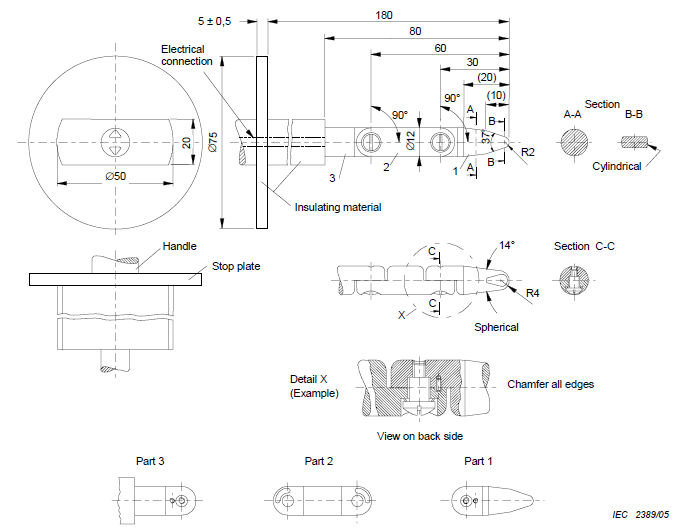 180
5 ± 0,5
80
Electrical
connection
60
30
(20)
(10)
90°
90°
A
B
Section
A-A
B-B
20
Ø75
Ø12
37
Ø50
R2
B
A
Cylindrical
3
2
1
Insulating material
Handle
Stop plate
C
14°
Section C-C
R4
C
X
Spherical
Detail X
(Example)
Chamfer all edges
View on back side
Part 3
Part 2
Part 1
IEC 2389/05